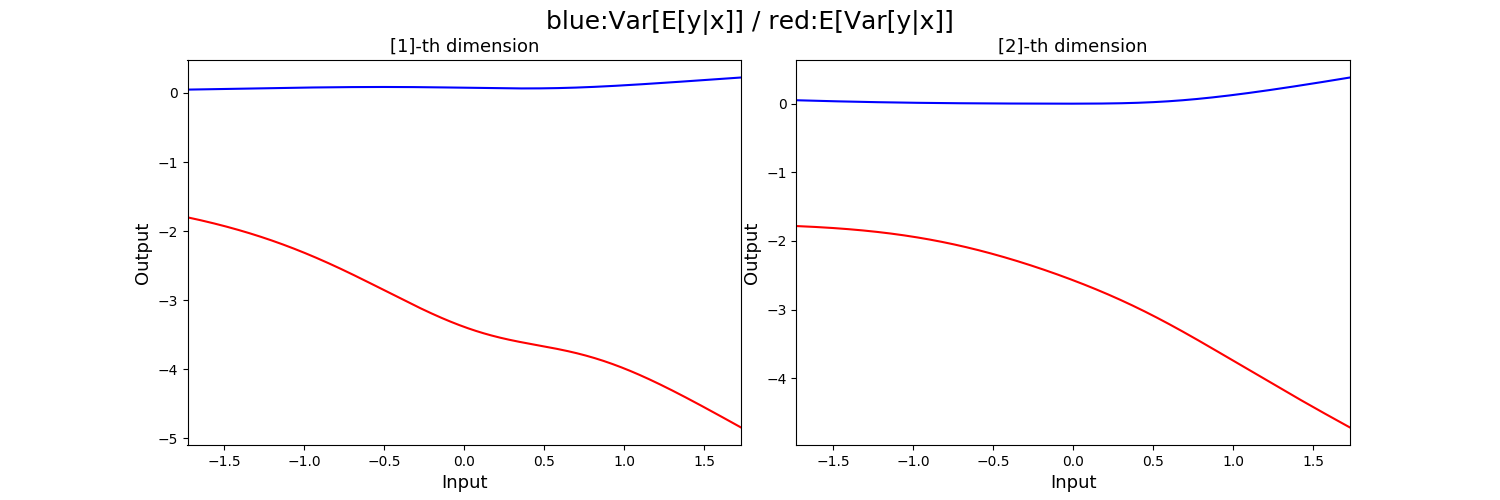 blue:Var[E[y|x]] / red:E[Var[y|x]]
[1]-th dimension
Output
0
−1
−2
−3
−4
−5
−1.5 −1.0 −0.5 0.0 0.5 1.0 1.5
Input
[2]-th dimension
Output
0
−1
−2
−3
−4
−1.5 −1.0 −0.5 0.0 0.5 1.0 1.5
Input